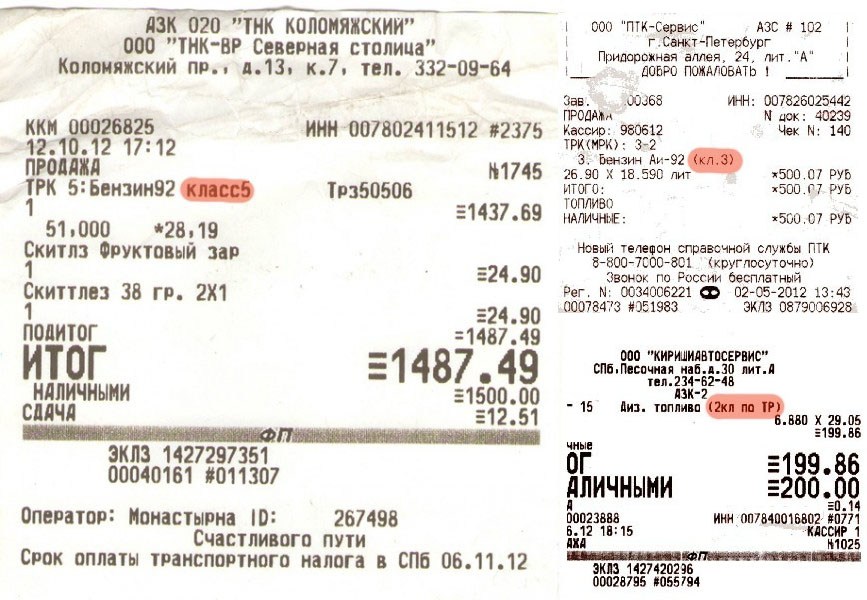 АЗК 020 "ТНК КОЛОМЯЖСКИЙ"
ООО "ТНК-ВР Северная столица"
Коломяжский пр., д.13, к.7, тел. 332-09-64
ККМ 00026825 ИНН 007802411512 #2375
12.10.12 17:12
ПРОДАЖА №1745
ТРК 5:Бензин92 класс5 Трз50506
1 ≡1437.69
51,000 *28,19
Скитлз Фруктовый зар
1 ≡24.90
Скиттлез 38 гр. 2X1
1 ≡24.90
ПОДИТОГ ≡1487.49
ИТОГ ≡1487.49
НАЛИЧНЫМИ ≡1500.00
СДАЧА ≡12.51
ФП
ЭКЛЗ 1427297351
00040161 #011307
Оператор: Монастырна ID: 267498
Счастливого пути
Срок оплаты транспортного налога в СПб 06.11.12
ООО "ПТК-Сервис" АЗС # 102
г.Санкт-Петербург
Придорожная аллея, 24, лит."А"
ДОБРО ПОЖАЛОВАТЬ !
Зав. 00368 ИНН: 007826025442
ПРОДАЖА N док: 40239
Кассир: 980612 Чек N: 140
ТРК(МРК): 3-2
3. Бензин Аи-92 (кл.3)
26.90 X 18.590 лит *500.07 РУБ
ИТОГО: *500.07 РУБ
ТОПЛИВО
НАЛИЧНЫЕ: *500.07 РУБ
Новый телефон справочной службы ПТК
8-800-7000-801 (круглосуточно)
Звонок по России бесплатный
Рег. N: 0034006221 02-05-2012 13:43
00078473 #051983 ЭКЛЗ 0879006928
ООО "КИРИШИАВТОСЕРВИС"
СПб,Песочная наб.д.30 лит.А
тел.234-62-48
АЗК-2
- 15 Диз. топливо (2кл по ТР)
6.880 X 29.05
≡199.86
чные
ОГ ≡199.86
АЛИЧНЫМИ ≡200.00
А ≡0.14
00023888 ИНН 007840016802 #0771
6.12 18:15 КАССИР 1
АЖА №1025
ФП
ЭКЛЗ 1427420296
00028795 #055794